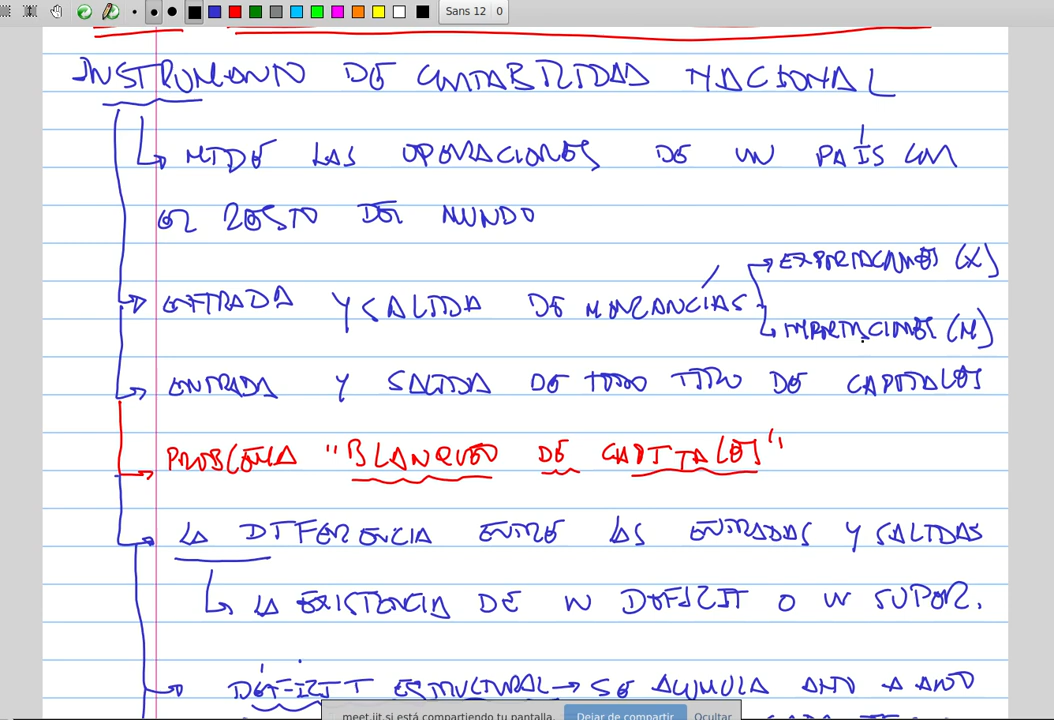 Sans 12 0
INSTRUMENTO DE CONTABILIDAD NACIONAL
MIDE LAS OPERACIONES DE UN PAÍS CON
EL RESTO DEL MUNDO
ENTRADA Y SALIDA DE MERCANCÍAS
EXPORTACIONES (X)
IMPORTACIONES (M)
ENTRADA Y SALIDA DE TODO TIPO DE CAPITALES
PROBLEMA "BLANQUEO DE CAPITALES"
LA DIFERENCIA ENTRE LAS ENTRADAS Y SALIDAS
LA EXISTENCIA DE UN DEFICIT O UN SUPER.
DÉFICIT ESTRUCTURAL → SE ACUMULA AÑO A AÑO
meet.jit.si está compartiendo tu pantalla. Dejar de compartir Ocultar